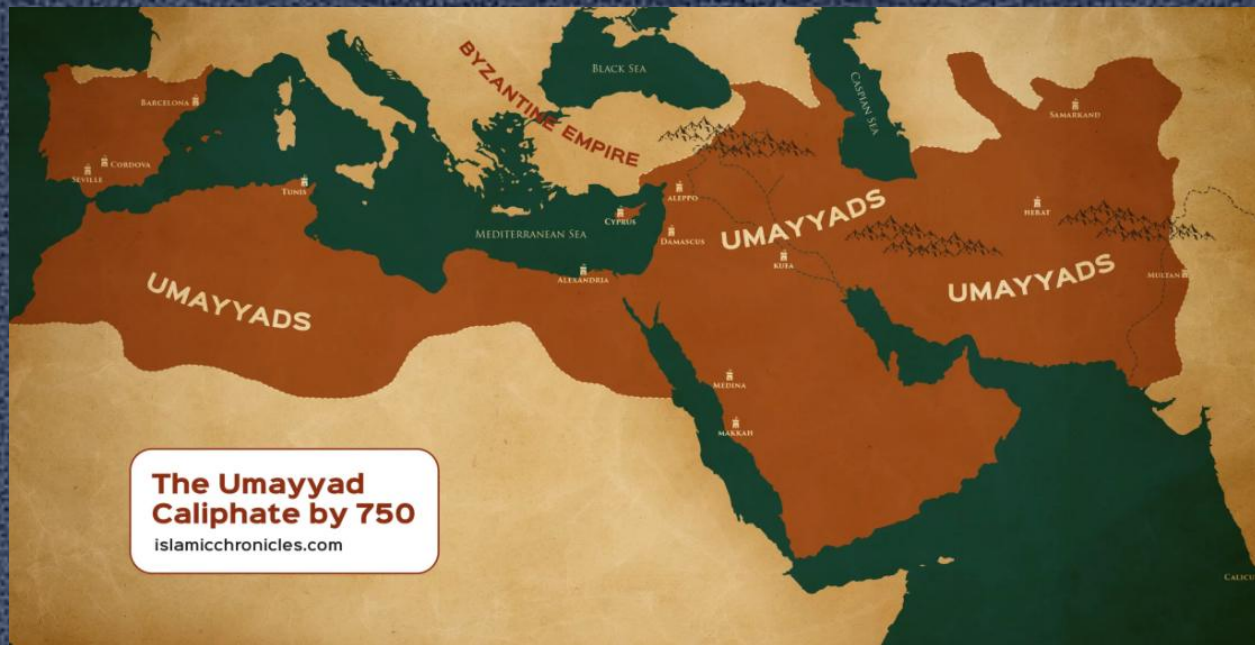 BYZANTINE EMPIRE
BLACK SEA
CASPIAN SEA
SAMARKAND
BARCELONA
CORDOVA
SEVILLE
TUNIS
CYPRUS
ALEPPO
MEDITERRANEAN SEA
DAMASCUS
UMAYYADS
HERAT
KUFA
ALEXANDRIA
UMAYYADS
UMAYYADS
MULTAN
MEDINA
MAKKAH
The Umayyad
Caliphate by 750
islamicchronicles.com